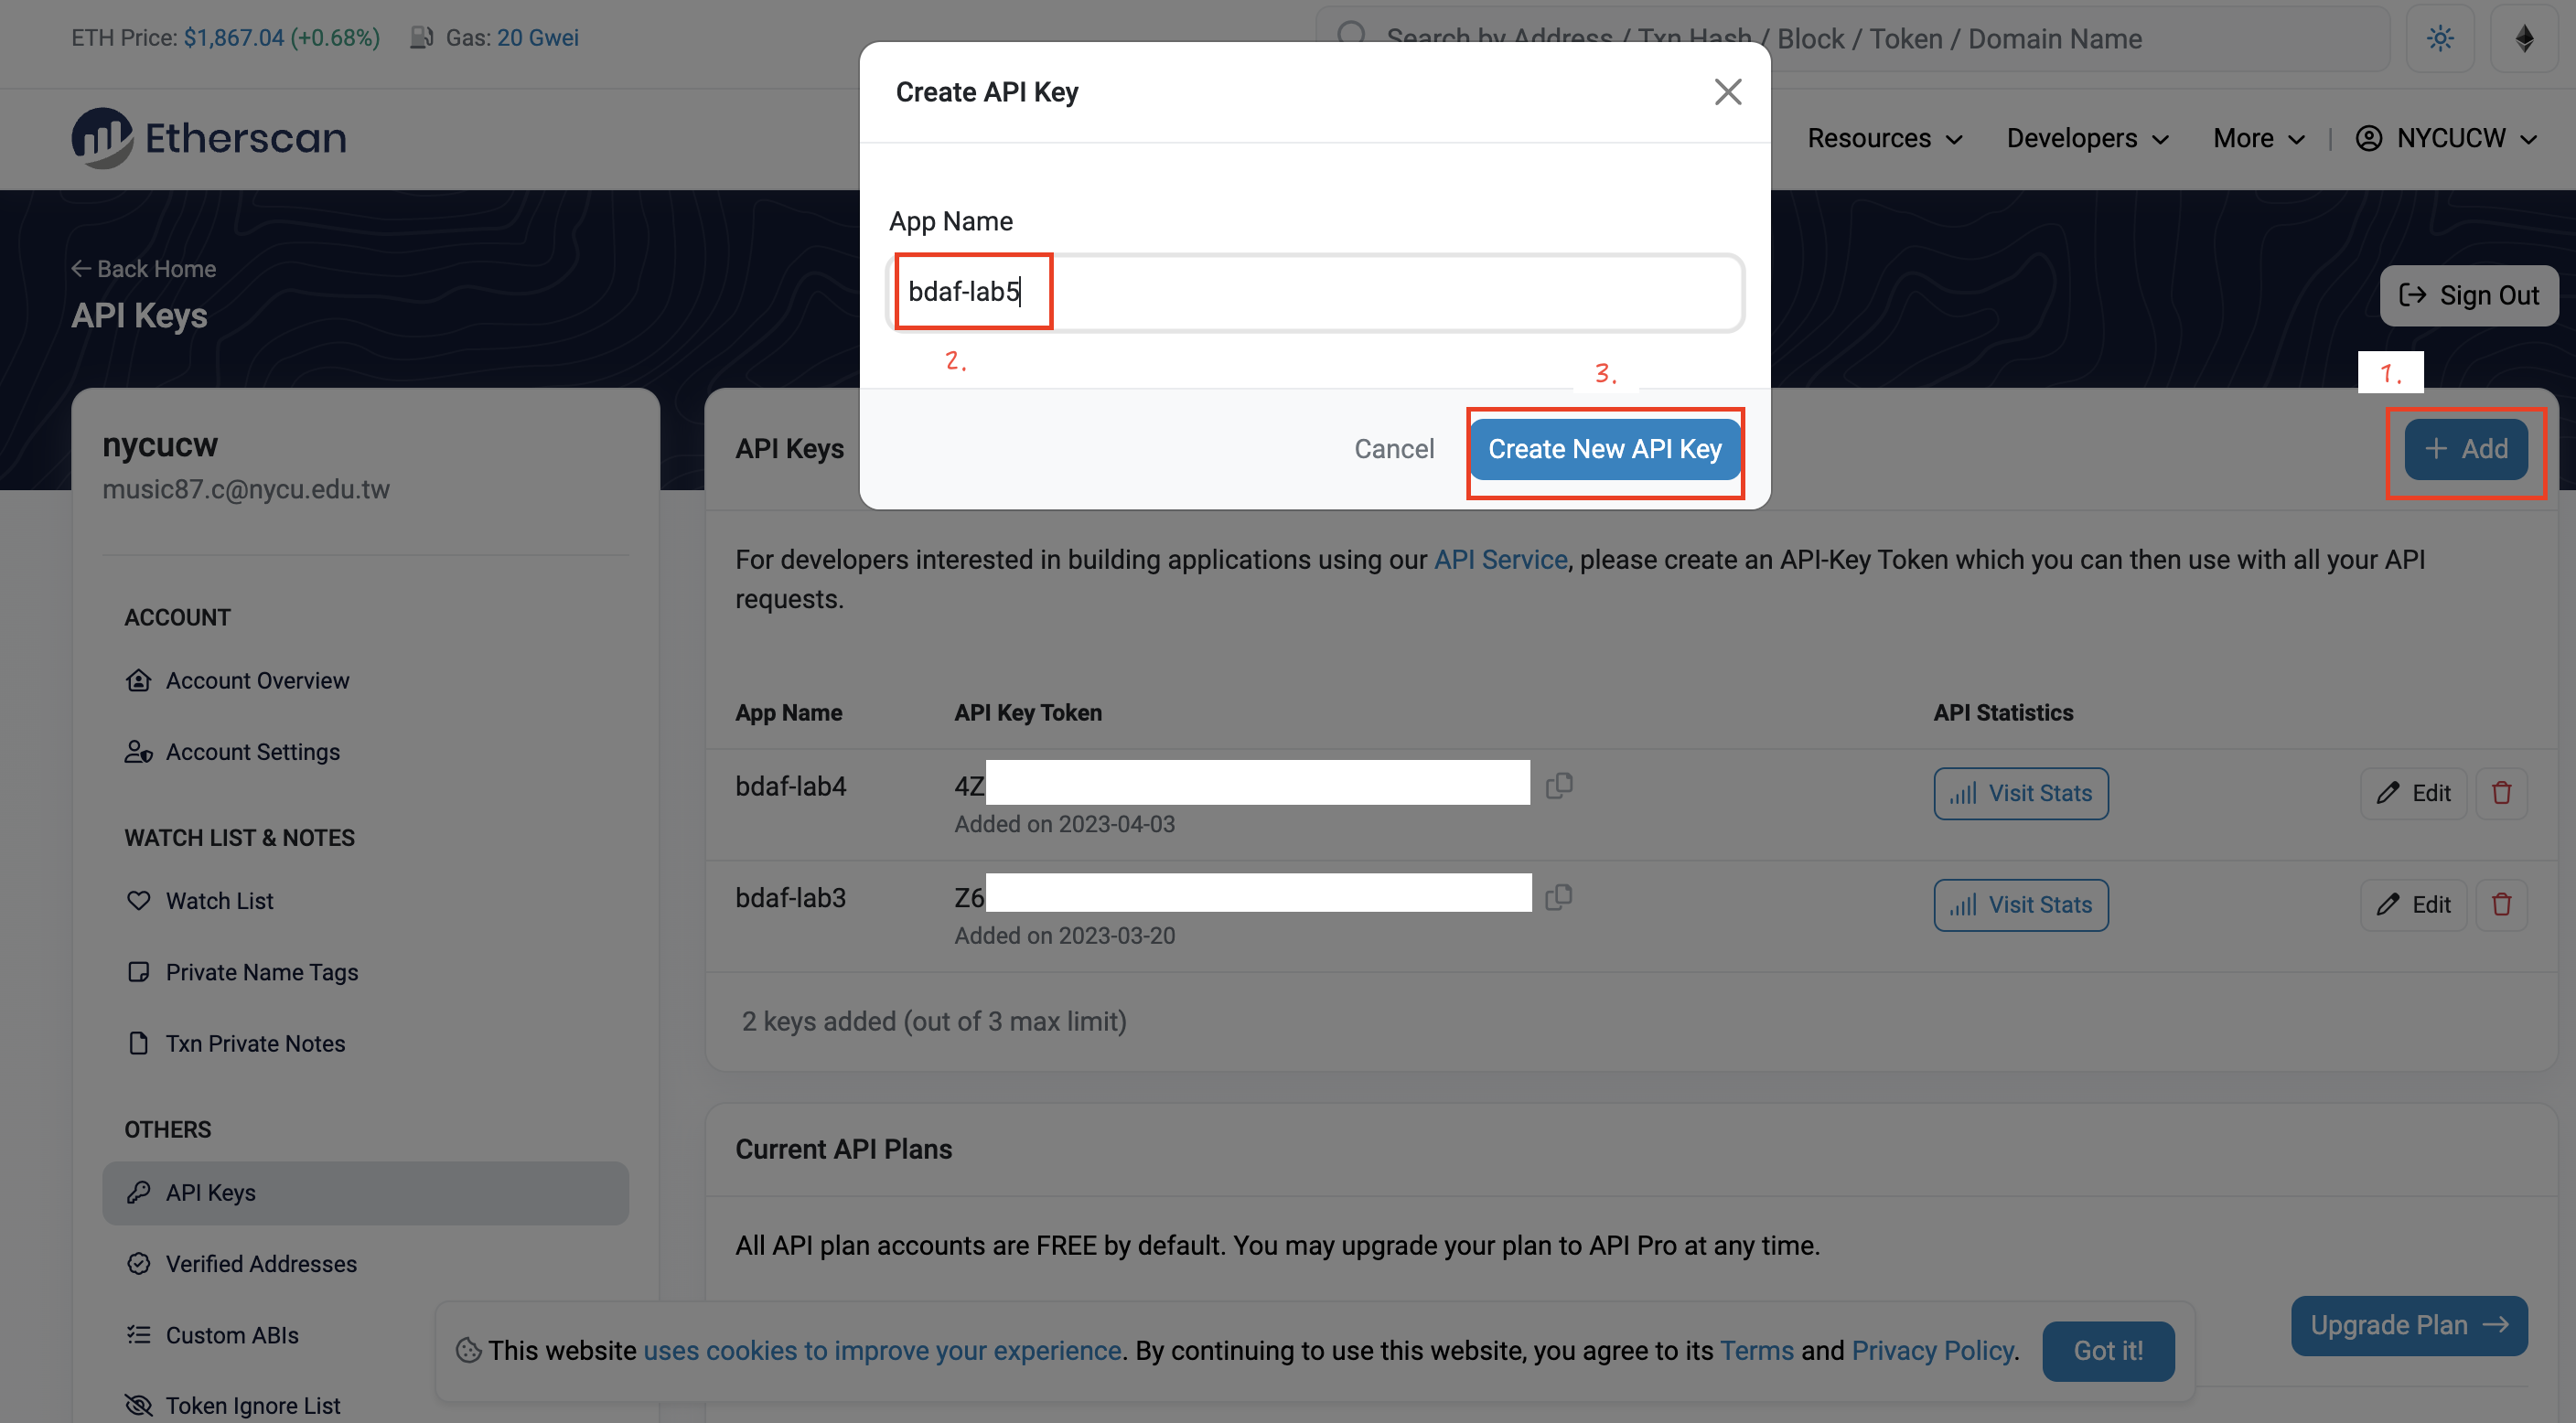 ETH Price: $1,867.04 (+0.68%) Gas: 20 Gwei
Search by Address / Txn Hash / Block / Token / Domain Name
Etherscan
Resources
Developers
More
NYCUCW
Create API Key
App Name
bdaf-lab5
2.
3.
Cancel
Create New API Key
Back Home
API Keys
Sign Out
1.
nycucw
music87.c@nycu.edu.tw
ACCOUNT
Account Overview
Account Settings
WATCH LIST & NOTES
Watch List
Private Name Tags
Txn Private Notes
OTHERS
API Keys
Verified Addresses
Custom ABIs
Token Ignore List
API Keys
+ Add
For developers interested in building applications using our API Service, please create an API-Key Token which you can then use with all your API
requests.
App Name API Key Token API Statistics
bdaf-lab4 4Z Visit Stats Edit
Added on 2023-04-03
bdaf-lab3 Z6 Visit Stats Edit
Added on 2023-03-20
2 keys added (out of 3 max limit)
Current API Plans
All API plan accounts are FREE by default. You may upgrade your plan to API Pro at any time.
Upgrade Plan
This website uses cookies to improve your experience. By continuing to use this website, you agree to its Terms and Privacy Policy.
Got it!